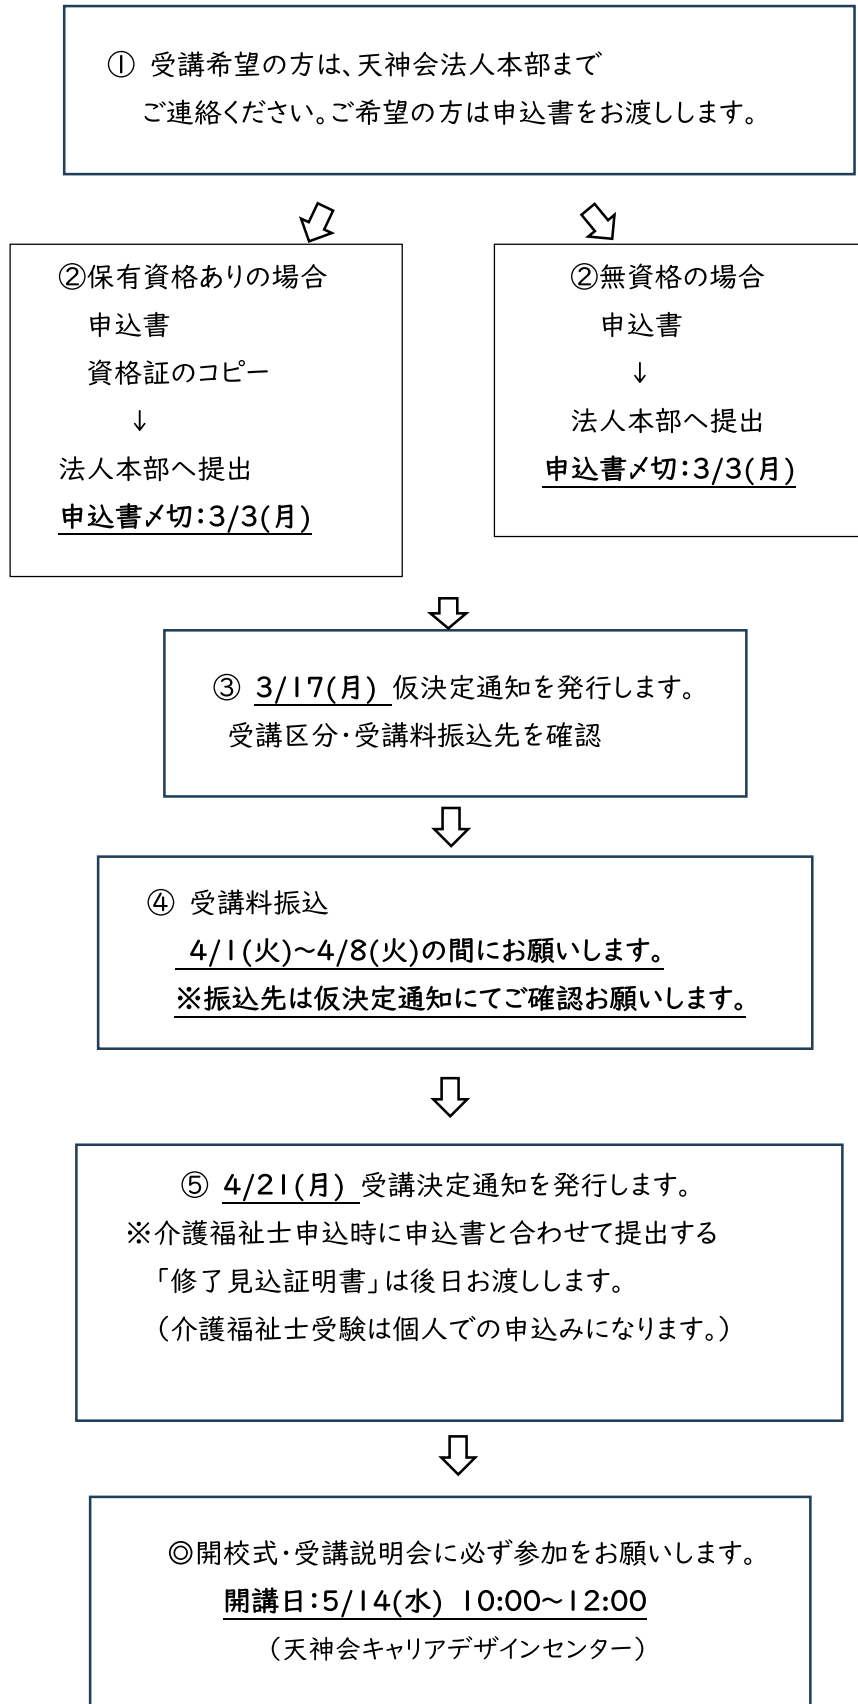 ① 受講希望の方は、天神会法人本部まで
ご連絡ください。ご希望の方は申込書をお渡しします。
②保有資格ありの場合
申込書
資格証のコピー
↓
法人本部へ提出
申込書〆切：3/3(月)
②無資格の場合
申込書
↓
法人本部へ提出
申込書〆切：3/3(月)
③ 3/17(月) 仮決定通知を発行します。
受講区分・受講料振込先を確認
④ 受講料振込
4/1(火)～4/8(火)の間にお願いします。
※振込先は仮決定通知にてご確認お願いします。
⑤ 4/21(月) 受講決定通知を発行します。
※介護福祉士申込時に申込書と合わせて提出する
「修了見込証明書」は後日お渡しします。
（介護福祉士受験は個人での申込みになります。）
◎開校式・受講説明会に必ず参加をお願いします。
開講日：5/14(水) 10:00～12:00
（天神会キャリアデザインセンター）